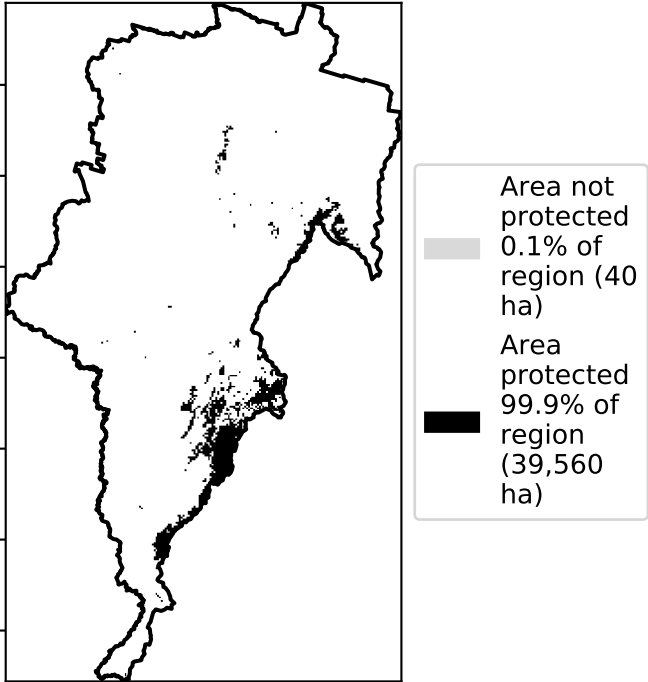 Area not
protected
0.1% of
region (40
ha)
Area
protected
99.9% of
region
(39,560
ha)